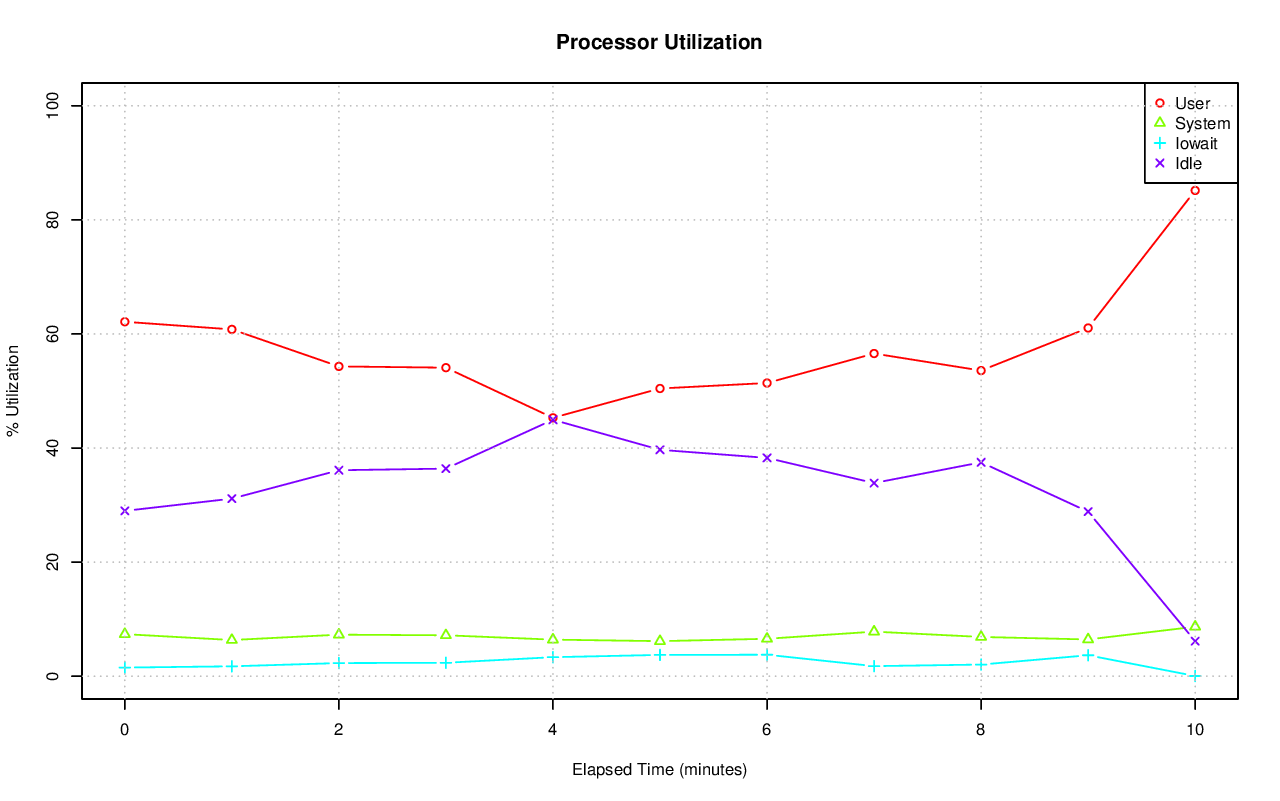 Processor Utilization
100
80
60
40
20
0
% Utilization
User
System
Iowait
Idle
0 2 4 6 8 10
Elapsed Time (minutes)